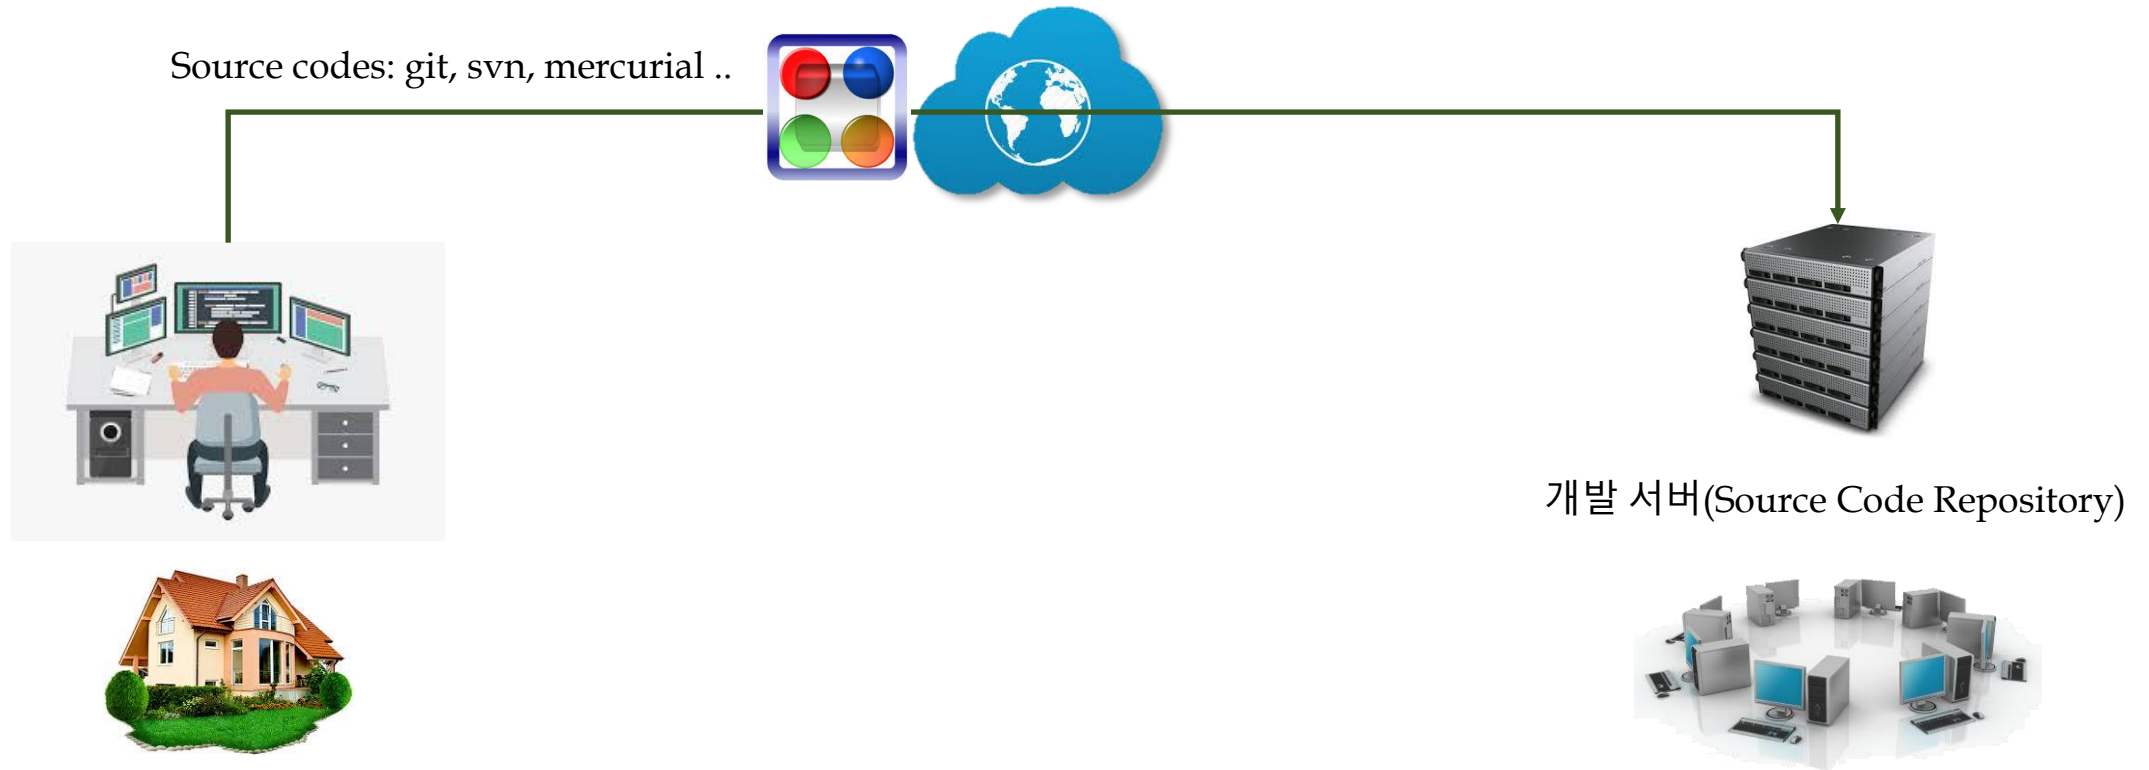 Source codes: git, svn, mercurial ..
개발 서버(Source Code Repository)